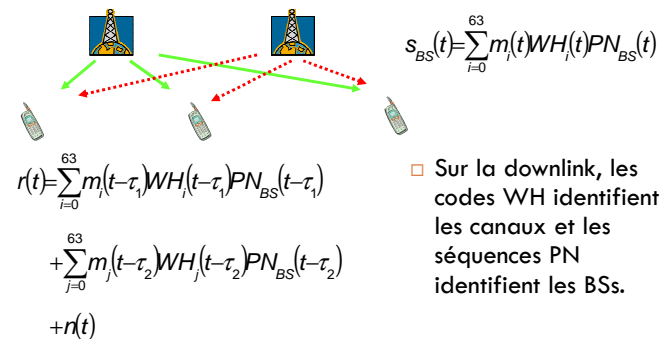 s_BS(t)=∑_{i=0}^{63} m_i(t)WH_i(t)PN_BS(t)
r(t)=∑_{i=0}^{63} m_i(t−τ_1)WH_i(t−τ_1)PN_BS(t−τ_1)
+∑_{j=0}^{63} m_j(t−τ_2)WH_j(t−τ_2)PN_BS(t−τ_2)
+n(t)
Sur la downlink, les
codes WH identifient
les canaux et les
séquences PN
identifient les BSs.